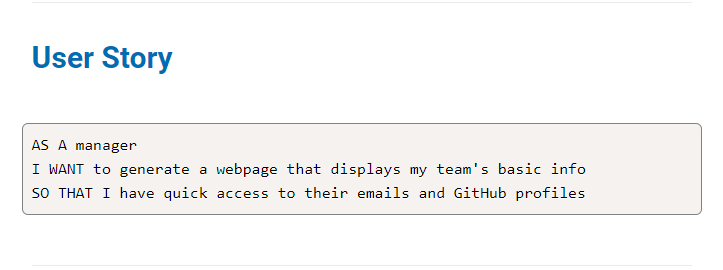 User Story
AS A manager
I WANT to generate a webpage that displays my team's basic info
SO THAT I have quick access to their emails and GitHub profiles